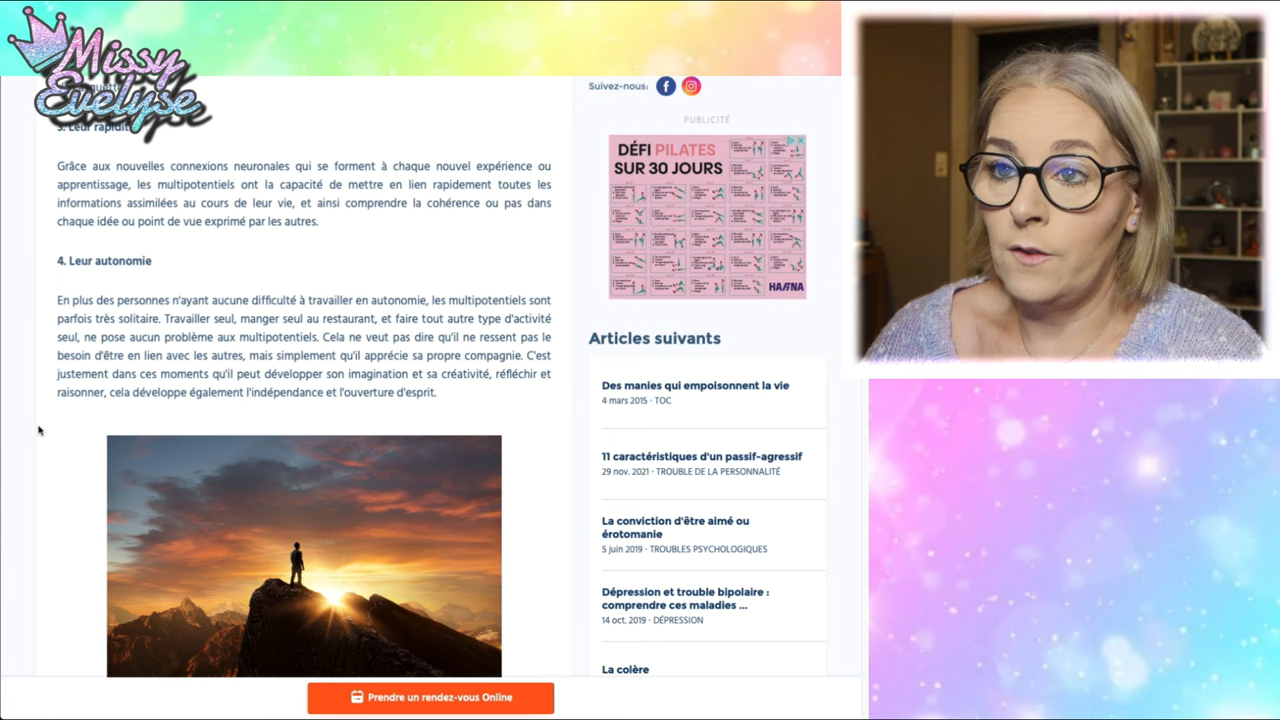 Missy
Evelyse
3. Leur rapidit
Grâce aux nouvelles connexions neuronales qui se forment à chaque nouvel expérience ou
apprentissage, les multipotentiels ont la capacité de mettre en lien rapidement toutes les
informations assimilées au cours de leur vie, et ainsi comprendre la cohérence ou pas dans
chaque idée ou point de vue exprimé par les autres.
4. Leur autonomie
En plus des personnes n'ayant aucune difficulté à travailler en autonomie, les multipotentiels sont
parfois très solitaire. Travailler seul, manger seul au restaurant, et faire tout autre type d'activité
seul, ne pose aucun problème aux multipotentiels. Cela ne veut pas dire qu'il ne ressent pas le
besoin d'être en lien avec les autres, mais simplement qu'il apprécie sa propre compagnie. C'est
justement dans ces moments qu'il peut développer son imagination et sa créativité, réfléchir et
raisonner, cela développe également l'indépendance et l'ouverture d'esprit.
Suivez-nous:
PUBLICITÉ
DÉFI PILATES
SUR 30 JOURS
Articles suivants
Des manies qui empoisonnent la vie
4 mars 2015 · TOC
11 caractéristiques d'un passif-agressif
29 nov. 2021 · TROUBLE DE LA PERSONNALITÉ
La conviction d'être aimé ou
érotomanie
5 juin 2019 · TROUBLES PSYCHOLOGIQUES
Dépression et trouble bipolaire :
comprendre ces maladies ...
14 oct. 2019 · DÉPRESSION
La colère
Prendre un rendez-vous Online